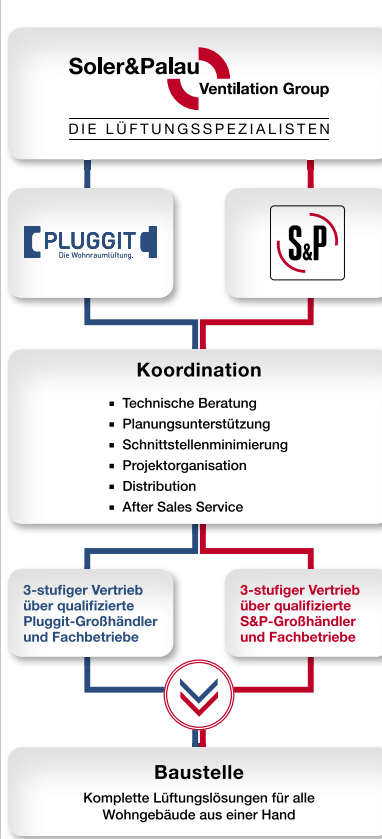 Soler&Palau
Ventilation Group
DIE LÜFTUNGSSPEZIALISTEN
PLUGGIT
Die Wohnraumlüftung.
S&P
Koordination
▪ Technische Beratung
▪ Planungsunterstützung
▪ Schnittstellenminimierung
▪ Projektorganisation
▪ Distribution
▪ After Sales Service
3-stufiger Vertrieb
über qualifizierte
Pluggit-Großhändler
und Fachbetriebe
3-stufiger Vertrieb
über qualifizierte
S&P-Großhändler
und Fachbetriebe
Baustelle
Komplette Lüftungslösungen für alle
Wohngebäude aus einer Hand